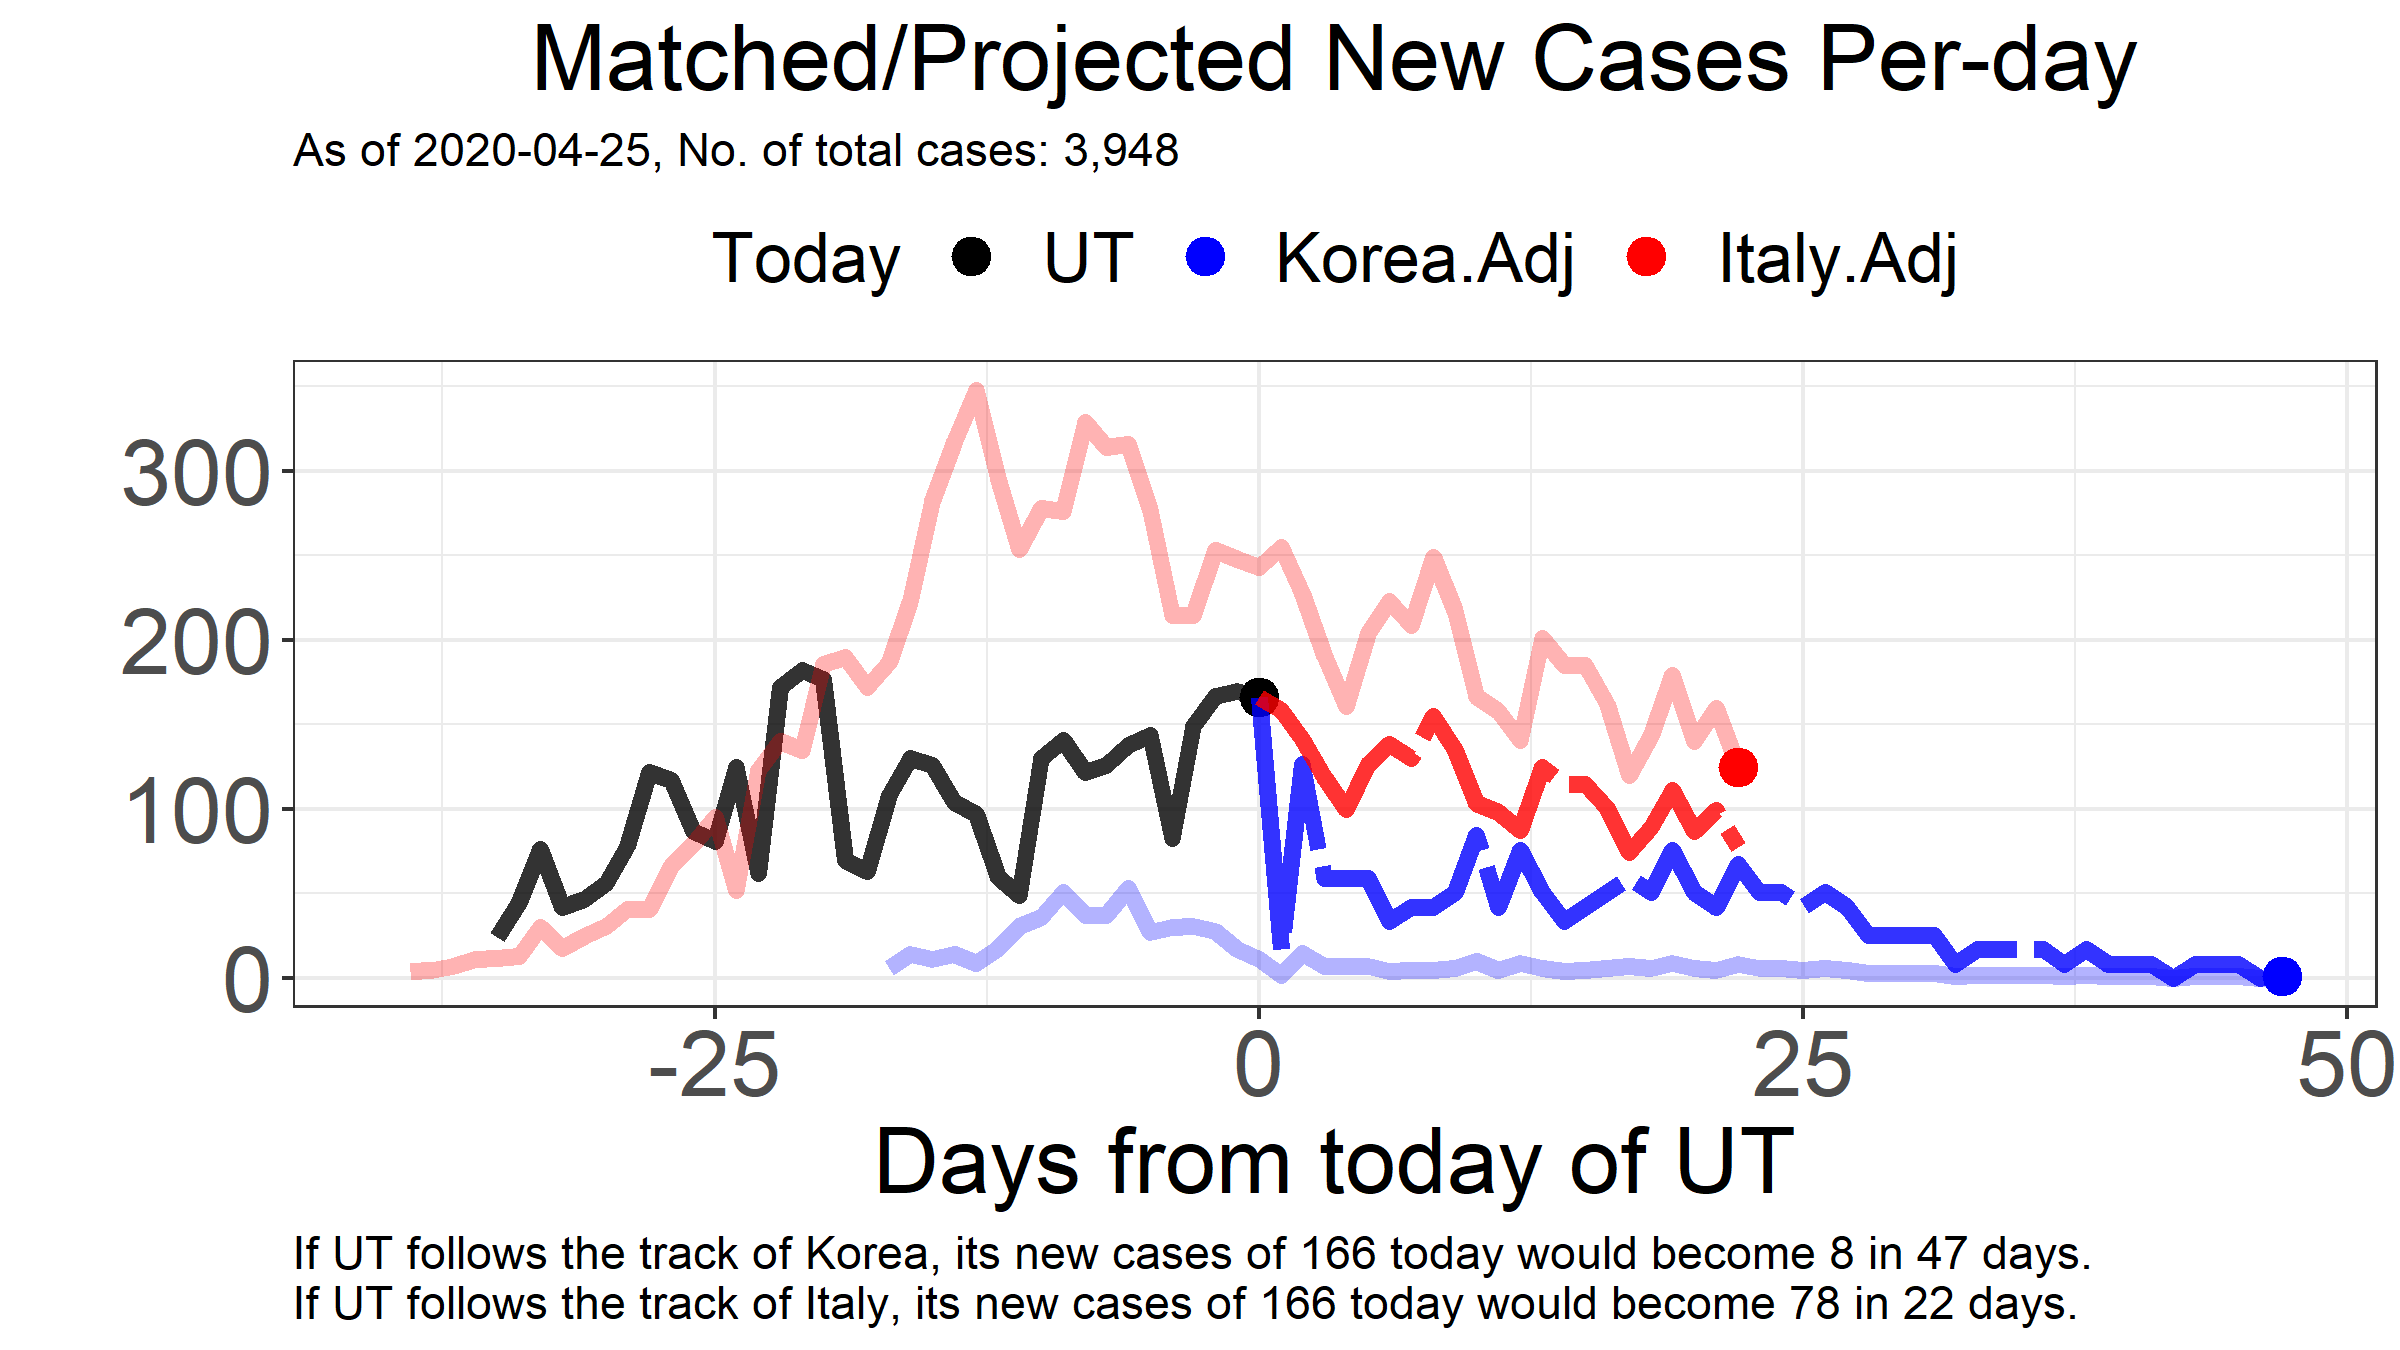 Matched/Projected New Cases Per-day
As of 2020-04-25, No. of total cases: 3,948
Today UT Korea.Adj Italy.Adj
300
200
100
0
-25 0 25 50
Days from today of UT
If UT follows the track of Korea, its new cases of 166 today would become 8 in 47 days.
If UT follows the track of Italy, its new cases of 166 today would become 78 in 22 days.